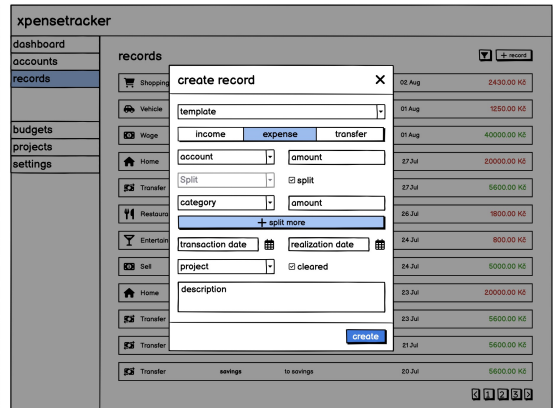 xpensetracker
dashboard
accounts
records
budgets
projects
settings
records
+ record
Shopping 02 Aug 2430.00 Kč
Vehicle 01 Aug 1250.00 Kč
Wage 01 Aug 40000.00 Kč
Home 27 Jul 20000.00 Kč
Transfer 27 Jul 5600.00 Kč
Restaura 26 Jul 1800.00 Kč
Entertain 24 Jul 800.00 Kč
Sell 24 Jul 5000.00 Kč
Home 23 Jul 20000.00 Kč
Transfer 23 Jul 5600.00 Kč
Transfer 21 Jul 5600.00 Kč
Transfer savings to savings 20 Jul 5600.00 Kč
1 2 3
create record X
template
income expense transfer
account amount
Split split
category amount
+ split more
transaction date realization date
project cleared
description
create